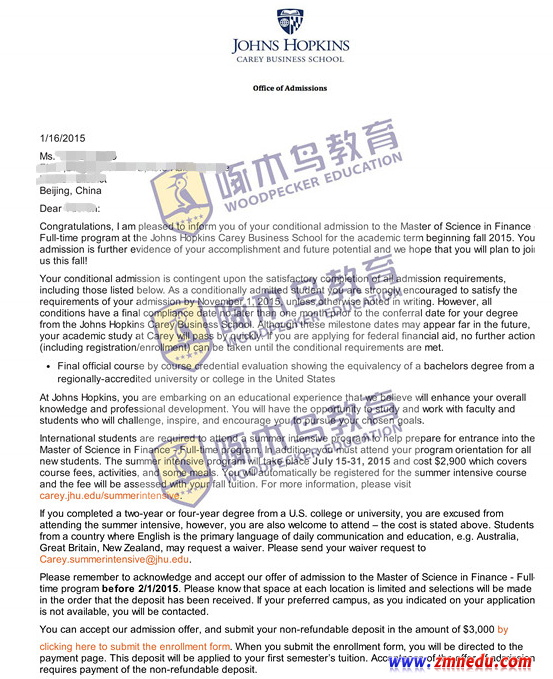 JOHNS HOPKINS
CAREY BUSINESS SCHOOL
Office of Admissions
1/16/2015
Ms.
Beijing, China
Dear
Congratulations, I am pleased to inform you of your conditional admission to the Master of Science in Finance -
Full-time program at the Johns Hopkins Carey Business School for the academic term beginning fall 2015. You
admission is further evidence of your accomplishment and future potential and we hope that you will plan to joi
us this fall!
Your conditional admission is contingent upon the satisfactory completion of all admission requirements,
including those listed below. As a conditionally admitted student you are strongly encouraged to satisfy the
requirements of your admission by November 1, 2015, unless otherwise noted in writing. However, all
conditions have a final compliance date no later than one month prior to the conferral date for your degree
from the Johns Hopkins Carey Business School. Although these milestone dates may appear far in the future,
your academic study at Carey will pass by quickly. If you are applying for federal financial aid, no further action
(including registration/enrollment) can be taken until the conditional requirements are met.
• Final official course by course credential evaluation showing the equivalency of a bachelors degree from a
regionally-accredited university or college in the United States
At Johns Hopkins, you are embarking on an educational experience that we believe will enhance your overall
knowledge and professional development. You will have the opportunity to study and work with faculty and
students who will challenge, inspire, and encourage you to pursue your chosen goals.
International students are required to attend a summer intensive program to help prepare for entrance into the
Master of Science in Finance - Full-time program. In addition, you must attend your program orientation for all
new students. The summer intensive program will take place July 15-31, 2015 and cost $2,900 which covers
course fees, activities, and some meals. You will automatically be registered for the summer intensive course
and the fee will be assessed with your fall tuition. For more information, please visit
carey.jhu.edu/summerintensive.
If you completed a two-year or four-year degree from a U.S. college or university, you are excused from
attending the summer intensive, however, you are also welcome to attend – the cost is stated above. Students
from a country where English is the primary language of daily communication and education, e.g. Australia,
Great Britain, New Zealand, may request a waiver. Please send your waiver request to
Carey.summerintensive@jhu.edu.
Please remember to acknowledge and accept our offer of admission to the Master of Science in Finance - Full-
time program before 2/1/2015. Please know that space at each location is limited and selections will be made
in the order that the deposit has been received. If your preferred campus, as you indicated on your application
is not available, you will be contacted.
You can accept our admission offer, and submit your non-refundable deposit in the amount of $3,000 by
clicking here to submit the enrollment form. When you submit the enrollment form, you will be directed to the
payment page. This deposit will be applied to your first semester's tuition. Acceptance of the offer of admission
requires payment of the non-refundable deposit.
啄木鸟教育
WOODPECKER EDUCATION
啄木鸟教育
WOODPECKER EDUCATION
啄木鸟教育
WOODPECKER EDUCATION
www.zmnedu.com